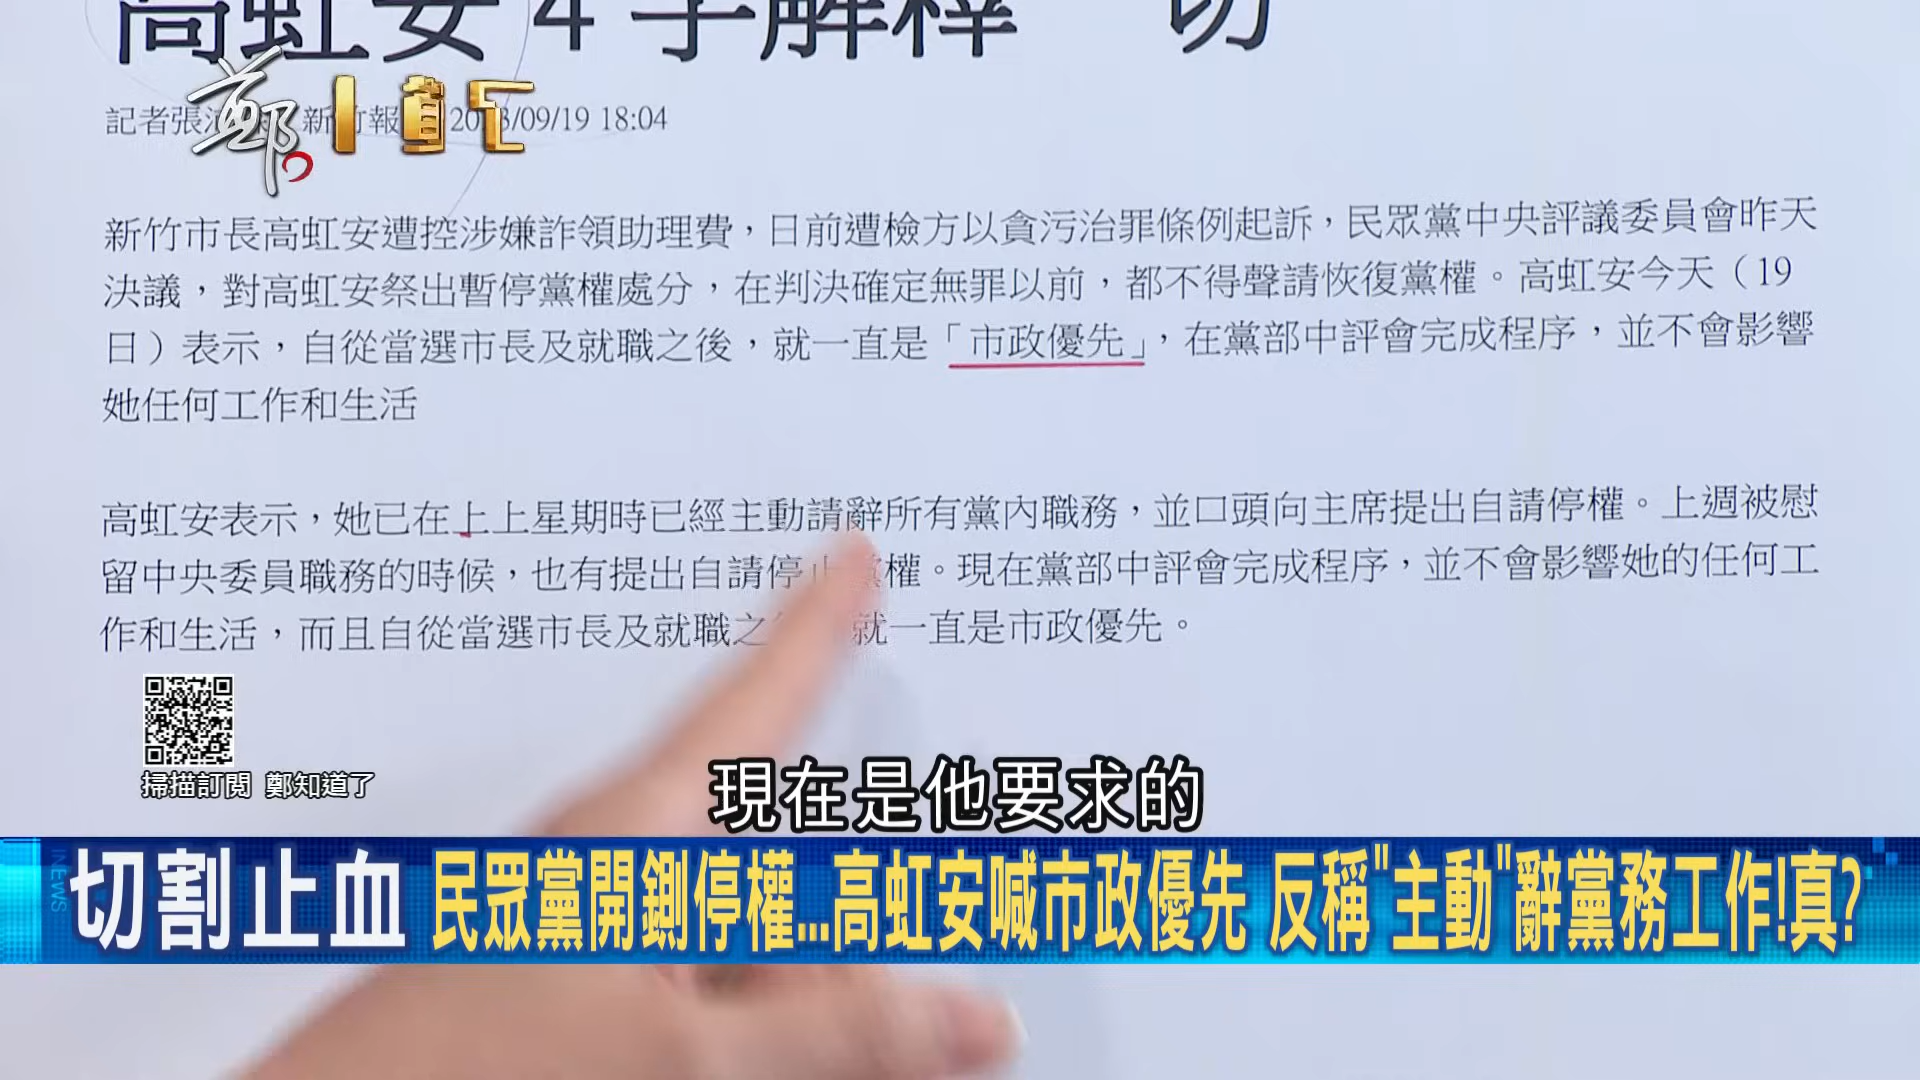 高虹安4字解釋一切
鄭
記者張 新竹報 2023/09/19 18:04
新竹市長高虹安遭控涉嫌詐領助理費，日前遭檢方以貪污治罪條例起訴，民眾黨中央評議委員會昨天
決議，對高虹安祭出暫停黨權處分，在判決確定無罪以前，都不得聲請恢復黨權。高虹安今天（19
日）表示，自從當選市長及就職之後，就一直是「市政優先」，在黨部中評會完成程序，並不會影響
她任何工作和生活
高虹安表示，她已在上上星期時已經主動請辭所有黨內職務，並口頭向主席提出自請停權。上週被慰
留中央委員職務的時候，也有提出自請停止黨權。現在黨部中評會完成程序，並不會影響她的任何工
作和生活，而且自從當選市長及就職之 就一直是市政優先。
掃描訂閱 鄭知道了
現在是他要求的
INEWS
切割止血 民眾黨開鍘停權...高虹安喊市政優先 反稱"主動"辭黨務工作!真?